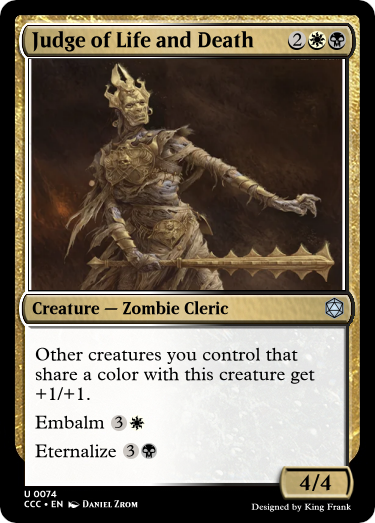 Judge of Life and Death 2
Creature — Zombie Cleric
Other creatures you control that
share a color with this creature get
+1/+1.
Embalm 3
Eternalize 3
4/4
U 0074
CCC • EN DANIEL ZROM
Designed by King Frank